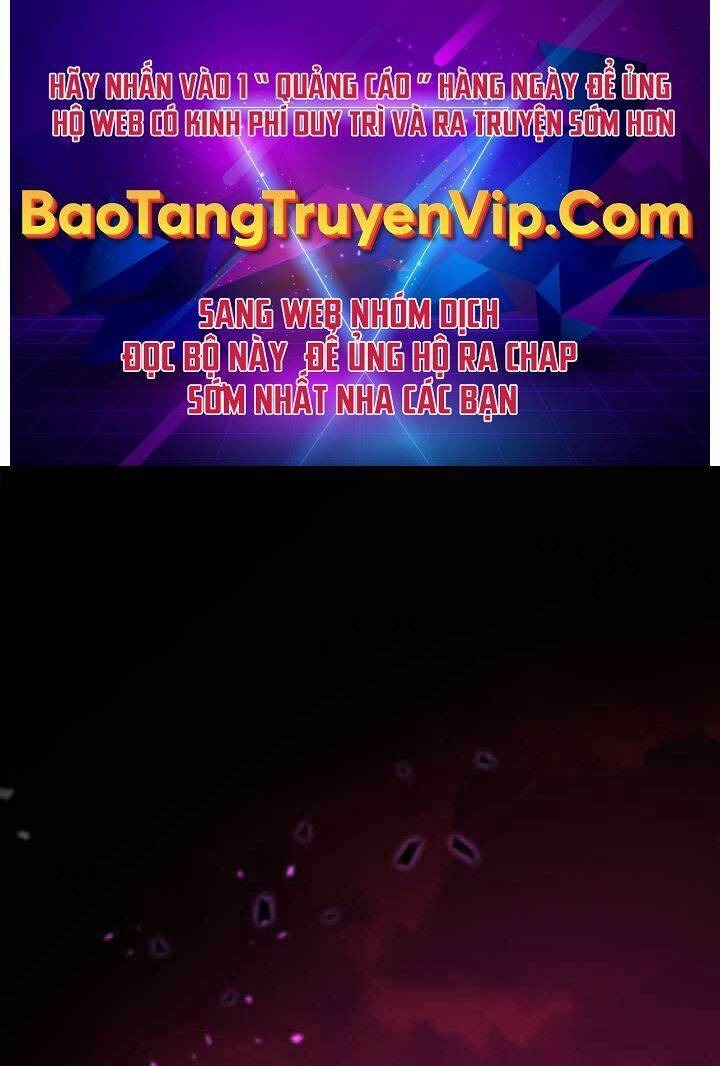 HÃY NHẤN VÀO 1 “ QUẢNG CÁO ” HÀNG NGÀY ĐỂ ỦNG
HỘ WEB CÓ KINH PHÍ DUY TRÌ VÀ RA TRUYỆN SỚM HƠN
BaoTangTruyenVip.Com
SANG WEB NHÓM DỊCH
ĐỌC BỘ NÀY ĐỂ ỦNG HỘ RA CHAP
SỚM NHẤT NHA CÁC BẠN